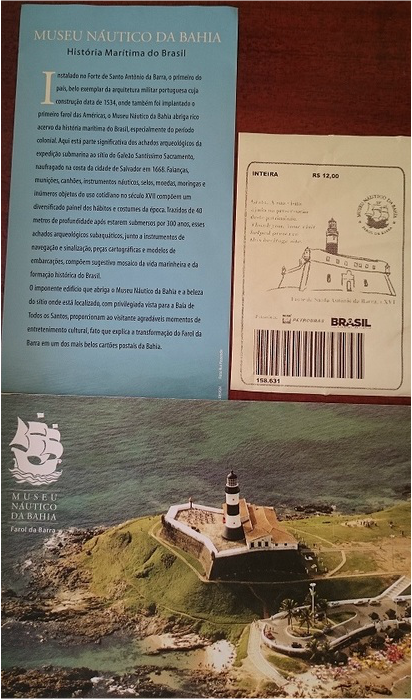 MUSEU NÁUTICO DA BAHIA
História Marítima do Brasil
Instalado no Forte de Santo Antônio da Barra, o primeiro do
país, belo exemplar da arquitetura militar portuguesa cuja
construção data de 1534, onde também foi implantado o
primeiro farol das Américas, o Museu Náutico da Bahia abriga rico
acervo da história marítima do Brasil, especialmente do período
colonial. Aqui está parte significativa dos achados arqueológicos da
expedição submarina ao sítio do Galeão Santíssimo Sacramento,
naufragado na costa da cidade de Salvador em 1668. Faianças,
munições, canhões, instrumentos náuticos, selos, moedas, moringas e
inúmeros objetos do uso cotidiano no século XVII compõem um
diversificado painel dos hábitos e costumes da época. Trazidos de 40
metros de profundidade após estarem submersos por 300 anos, esses
achados arqueológicos subaquáticos, junto a instrumentos de
navegação e sinalização, peças cartográficas e modelos de
embarcações, compõem sugestivo mosaico da vida marinheira e da
formação histórica do Brasil.
O imponente edifício que abriga o Museu Náutico da Bahia e a beleza
do sítio onde está localizado, com privilegiada vista para a Baía de
Todos os Santos, proporcionam ao visitante agradáveis momentos de
entretenimento cultural, fato que explica a transformação do Farol da
Barra em um dos mais belos cartões postais da Bahia.
INTEIRA R$ 12,00
MUSEU NÁUTICO DA BAHIA
FAROL DA BARRA
Forte de Santo Antônio da Barra - XVI
PETROBRAS BRASIL
158.631
MUSEU
NÁUTICO
DA BAHIA
Farol da Barra